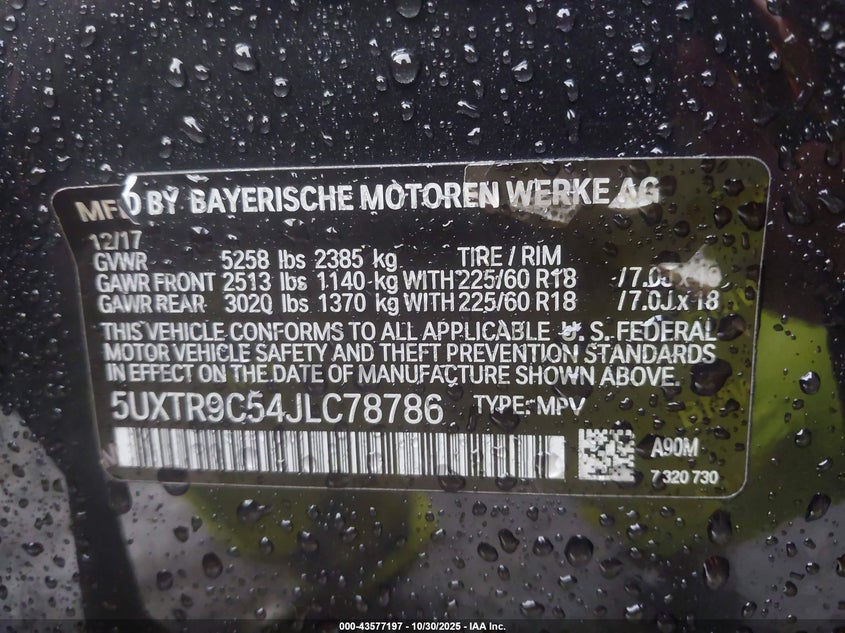 MFD BY BAYERISCHE MOTOREN WERKE AG
12/17
GVWR 5258 lbs 2385 kg TIRE / RIM
GAWR FRONT 2513 lbs 1140 kg WITH 225/60 R18
GAWR REAR 3020 lbs 1370 kg WITH 225/60 R18 /7.0J x 18
THIS VEHICLE CONFORMS TO ALL APPLICABLE U. S. FEDERAL
MOTOR VEHICLE SAFETY AND THEFT PREVENTION STANDARDS
IN EFFECT ON THE DATE OF MANUFACTURE SHOWN ABOVE.
5UXTR9C54JLC78786 TYPE: MPV
A90M
7 320 730
000-43577197 - 10/30/2025 - IAA Inc.